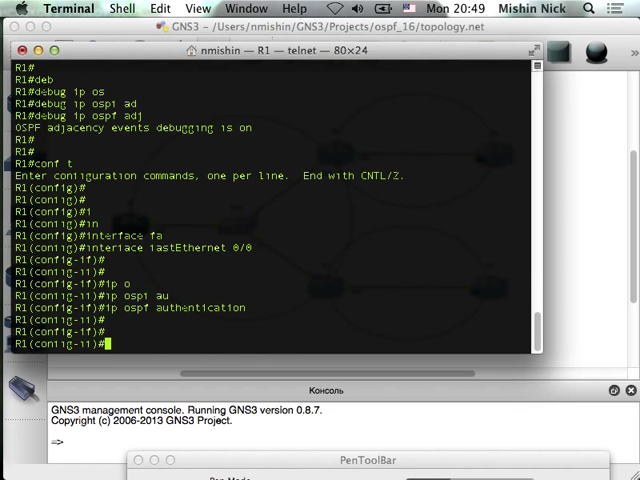 Terminal Shell Edit View Window Help Mon 20:49 Mishin Nick
GNS3 – /Users/nmishin/GNS3/Projects/ospf_16/topology.net
nmishin — R1 — telnet — 80×24
R1#
R1#deb
R1#debug ip os
R1#debug ip ospf ad
R1#debug ip ospf adj
OSPF adjacency events debugging is on
R1#
R1#
R1#conf t
Enter configuration commands, one per line. End with CNTL/Z.
R1(config)#
R1(config)#
R1(config)#i
R1(config)#in
R1(config)#interface fa
R1(config)#interface fastEthernet 0/0
R1(config-if)#
R1(config-if)#
R1(config-if)#ip o
R1(config-if)#ip ospf au
R1(config-if)#ip ospf authentication
R1(config-if)#
R1(config-if)#
R1(config-if)#
Консоль
GNS3 management console. Running GNS3 version 0.8.7.
Copyright (c) 2006-2013 GNS3 Project.
=>
PenToolBar
Pen Mode